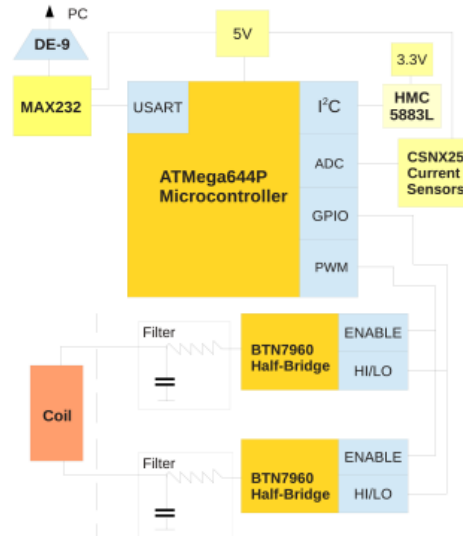 PC
DE-9
5V
3.3V
MAX232
USART
I²C
HMC
5883L
ATMega644P
Microcontroller
ADC
CSNX25
Current
Sensors
GPIO
PWM
Filter
BTN7960
Half-Bridge
ENABLE
HI/LO
Coil
Filter
BTN7960
Half-Bridge
ENABLE
HI/LO